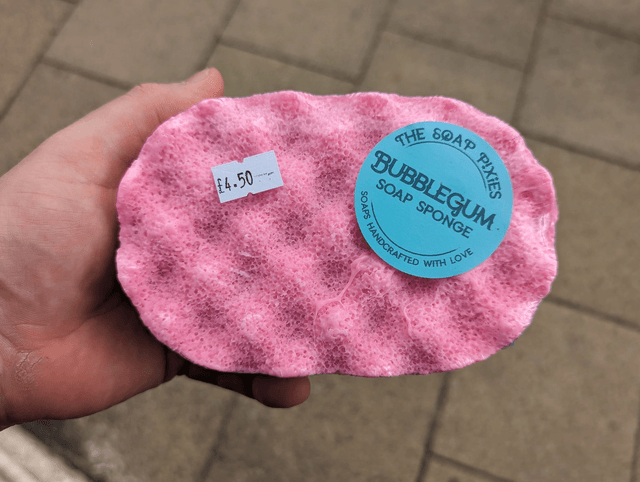 £4.50
THE SOAP PIXIES
BUBBLEGUM
SOAP SPONGE
SOAPS HANDCRAFTED WITH LOVE